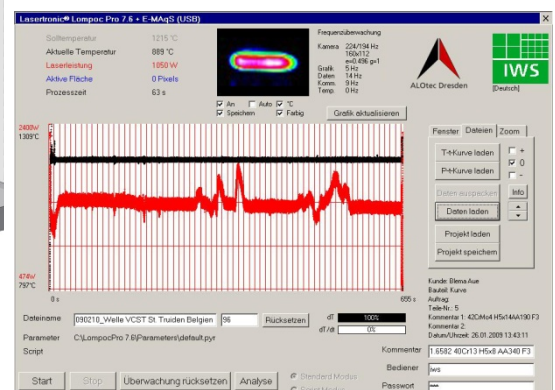 Lasertronic® Lompoc Pro 7.6 + E-MAqS (USB)
Solltemperatur 1215 °C
Aktuelle Temperatur 889 °C
Laserleistung 1050 W
Aktive Fläche 0 Pixels
Prozesszeit 63 s
An Auto °C
Speichern Farbig
Frequenzüberwachung
Kamera 224/194 Hz
160x112
e=0.496 g=1
Grafik 5 Hz
Daten 14 Hz
Komm 9 Hz
Temp. 0 Hz
Grafik aktualisieren
ALOtec Dresden
IWS
[Deutsch]
2400W
1309°C
474W
797°C
0 s 655 s
Fenster Dateien Zoom
T-Kurve laden +
P-Kurve laden 0
-
Daten auspacken Info
Daten laden
Projekt laden
Projekt speichern
Kunde: Blema Aue
Bauteil: Kurve
Auftrag:
Teile-Nr.: 5
Kommentar 1: 42CrMo4 H5x14AA190 F3
Kommentar 2:
Datum/Uhrzeit: 26.01.2009 13:43:11
Dateiname 090210_Welle VCST St. Truiden Belgien 96 Rücksetzen
dT 100%
dT/dt 0%
Parameter C:\LompocPro 7.6\Parameters\default.pyr
Script
Kommentar 1.6582 40Cr13 H5x8 AA340 F3
Bediener iws
Passwort ***
Start Stop Überwachung rücksetzen Analyse
Standard Modus
Script Modus